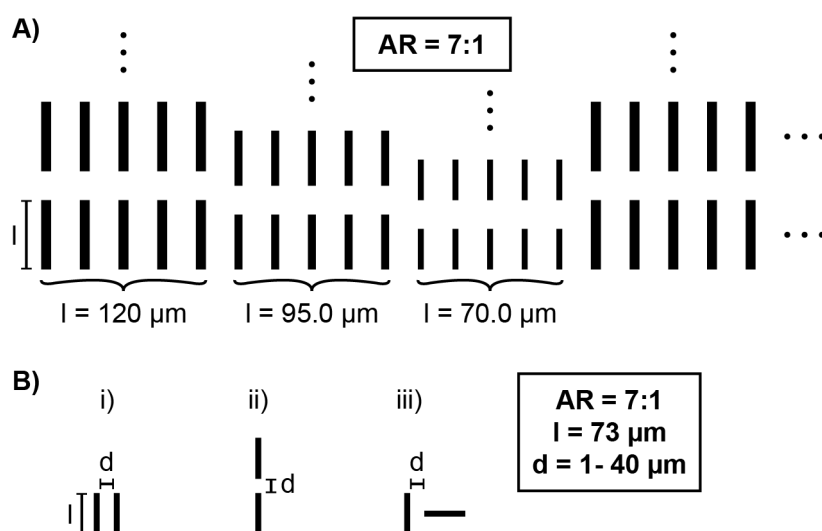 A)
AR = 7:1
l
l = 120 µm
l = 95.0 µm
l = 70.0 µm
B)
i)
ii)
iii)
d
l
d
d
AR = 7:1
l = 73 µm
d = 1- 40 µm